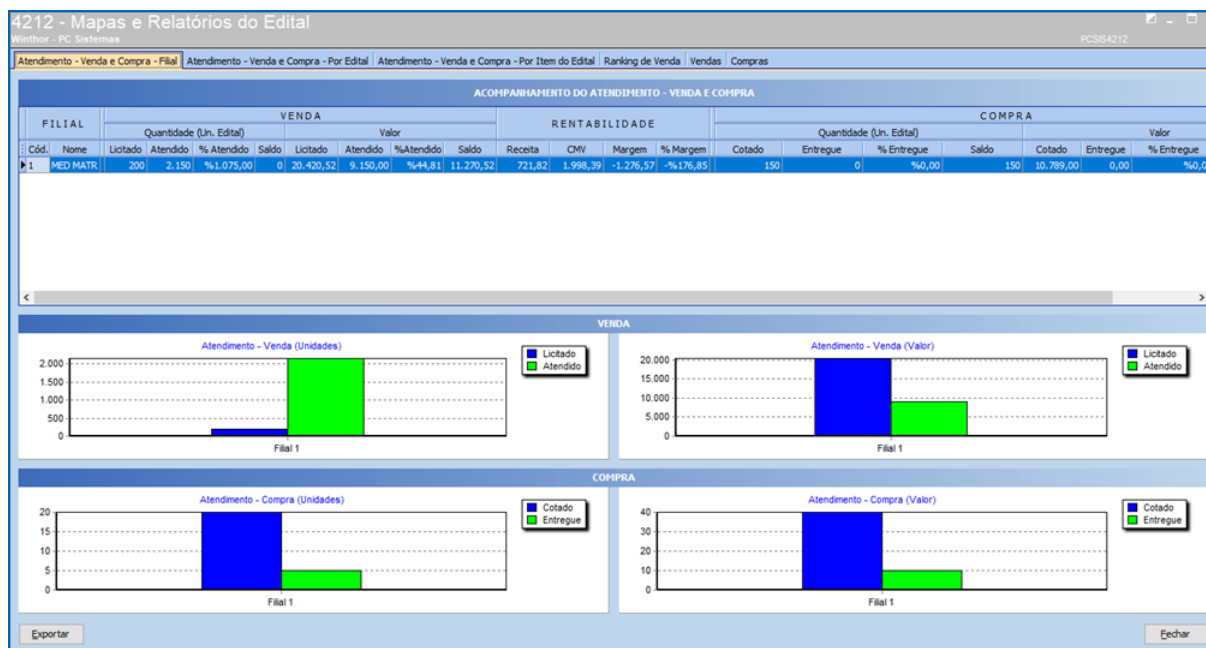 4212 - Mapas e Relatórios do Edital
Winthor - PC Sistemas PCSIS4212
Atendimento - Venda e Compra - Filial Atendimento - Venda e Compra - Por Edital Atendimento - Venda e Compra - Por Item do Edital Ranking de Venda Vendas Compras
ACOMPANHAMENTO DO ATENDIMENTO - VENDA E COMPRA
FILIAL VENDA RENTABILIDADE COMPRA
Quantidade (Un. Edital) Valor Quantidade (Un. Edital) Valor
Cód. Nome Licitado Atendido % Atendido Saldo Licitado Atendido %Atendido Saldo Receita CMV Margem % Margem Cotado Entregue % Entregue Saldo Cotado Entregue % Entregue
1 MED MATR 200 2.150 %1.075,00 0 20.420,52 9.150,00 %44,81 11.270,52 721,82 1.998,39 -1.276,57 -%176,85 150 0 %0,00 150 10.789,00 0,00 %0,0
VENDA
Atendimento - Venda (Unidades)
Licitado
Atendido
2.000
1.500
1.000
500
0
Filial 1
Atendimento - Venda (Valor)
Licitado
Atendido
20.000
15.000
10.000
5.000
0
Filial 1
COMPRA
Atendimento - Compra (Unidades)
Cotado
Entregue
20
15
10
5
0
Filial 1
Atendimento - Compra (Valor)
Cotado
Entregue
40
30
20
10
0
Filial 1
Exportar Fechar